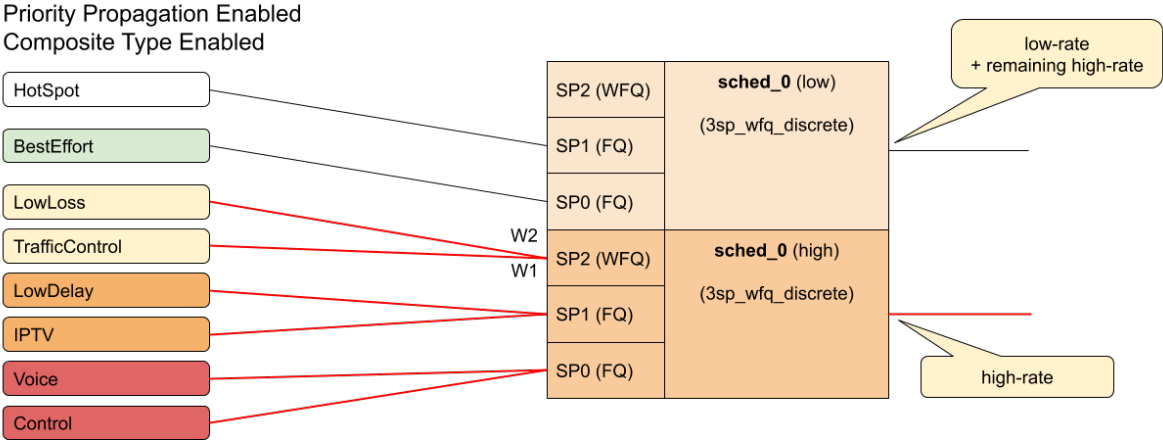 Priority Propagation Enabled
Composite Type Enabled
HotSpot
BestEffort
LowLoss
TrafficControl
LowDelay
IPTV
Voice
Control
W2
W1
SP2 (WFQ)
SP1 (FQ)
SP0 (FQ)
SP2 (WFQ)
SP1 (FQ)
SP0 (FQ)
sched_0 (low)
(3sp_wfq_discrete)
sched_0 (high)
(3sp_wfq_discrete)
low-rate
+ remaining high-rate
high-rate